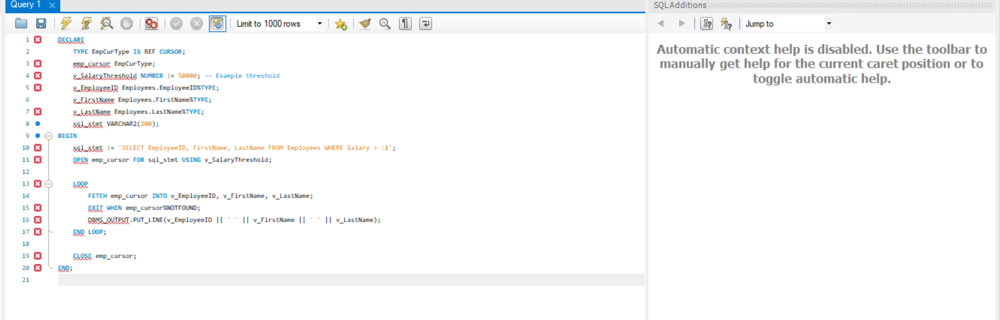 Query 1
SQLAdditions
Limit to 1000 rows
Jump to
1 DECLARE
2 TYPE EmpCurType IS REF CURSOR;
3 emp_cursor EmpCurType;
4 v_SalaryThreshold NUMBER := 50000; -- Example threshold
5 v_EmployeeID Employees.EmployeeID%TYPE;
6 v_FirstName Employees.FirstName%TYPE;
7 v_LastName Employees.LastName%TYPE;
8 sql_stmt VARCHAR2(200);
9 BEGIN
10 sql_stmt := 'SELECT EmployeeID, FirstName, LastName FROM Employees WHERE Salary > :1';
11 OPEN emp_cursor FOR sql_stmt USING v_SalaryThreshold;
12
13 LOOP
14 FETCH emp_cursor INTO v_EmployeeID, v_FirstName, v_LastName;
15 EXIT WHEN emp_cursor%NOTFOUND;
16 DBMS_OUTPUT.PUT_LINE(v_EmployeeID || ' ' || v_FirstName || ' ' || v_LastName);
17 END LOOP;
18
19 CLOSE emp_cursor;
20 END;
21
Automatic context help is disabled. Use the toolbar to
manually get help for the current caret position or to
toggle automatic help.